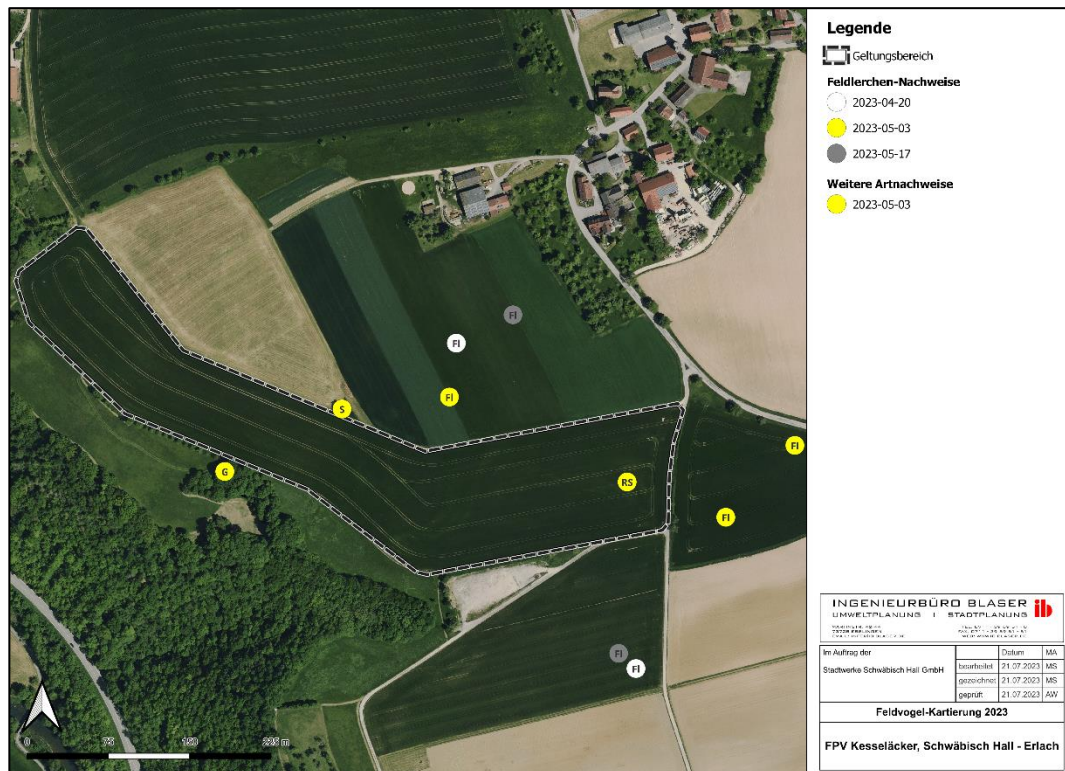 Legende
Geltungsbereich
Feldlerchen-Nachweise
2023-04-20
2023-05-03
2023-05-17
Weitere Artnachweise
2023-05-03
Fl
Fl
Fl
S
G
RS
Fl
Fl
Fl
Fl
0 75 150 225 m
INGENIEURBÜRO BLASER ib
UMWELTPLANUNG I STADTPLANUNG
Im Auftrag der Datum MA
Stadtwerke Schwäbisch Hall GmbH
bearbeitet 21.07.2023 MS
gezeichnet 21.07.2023 MS
geprüft 21.07.2023 AW
Feldvogel-Kartierung 2023
FPV Kesseläcker, Schwäbisch Hall - Erlach